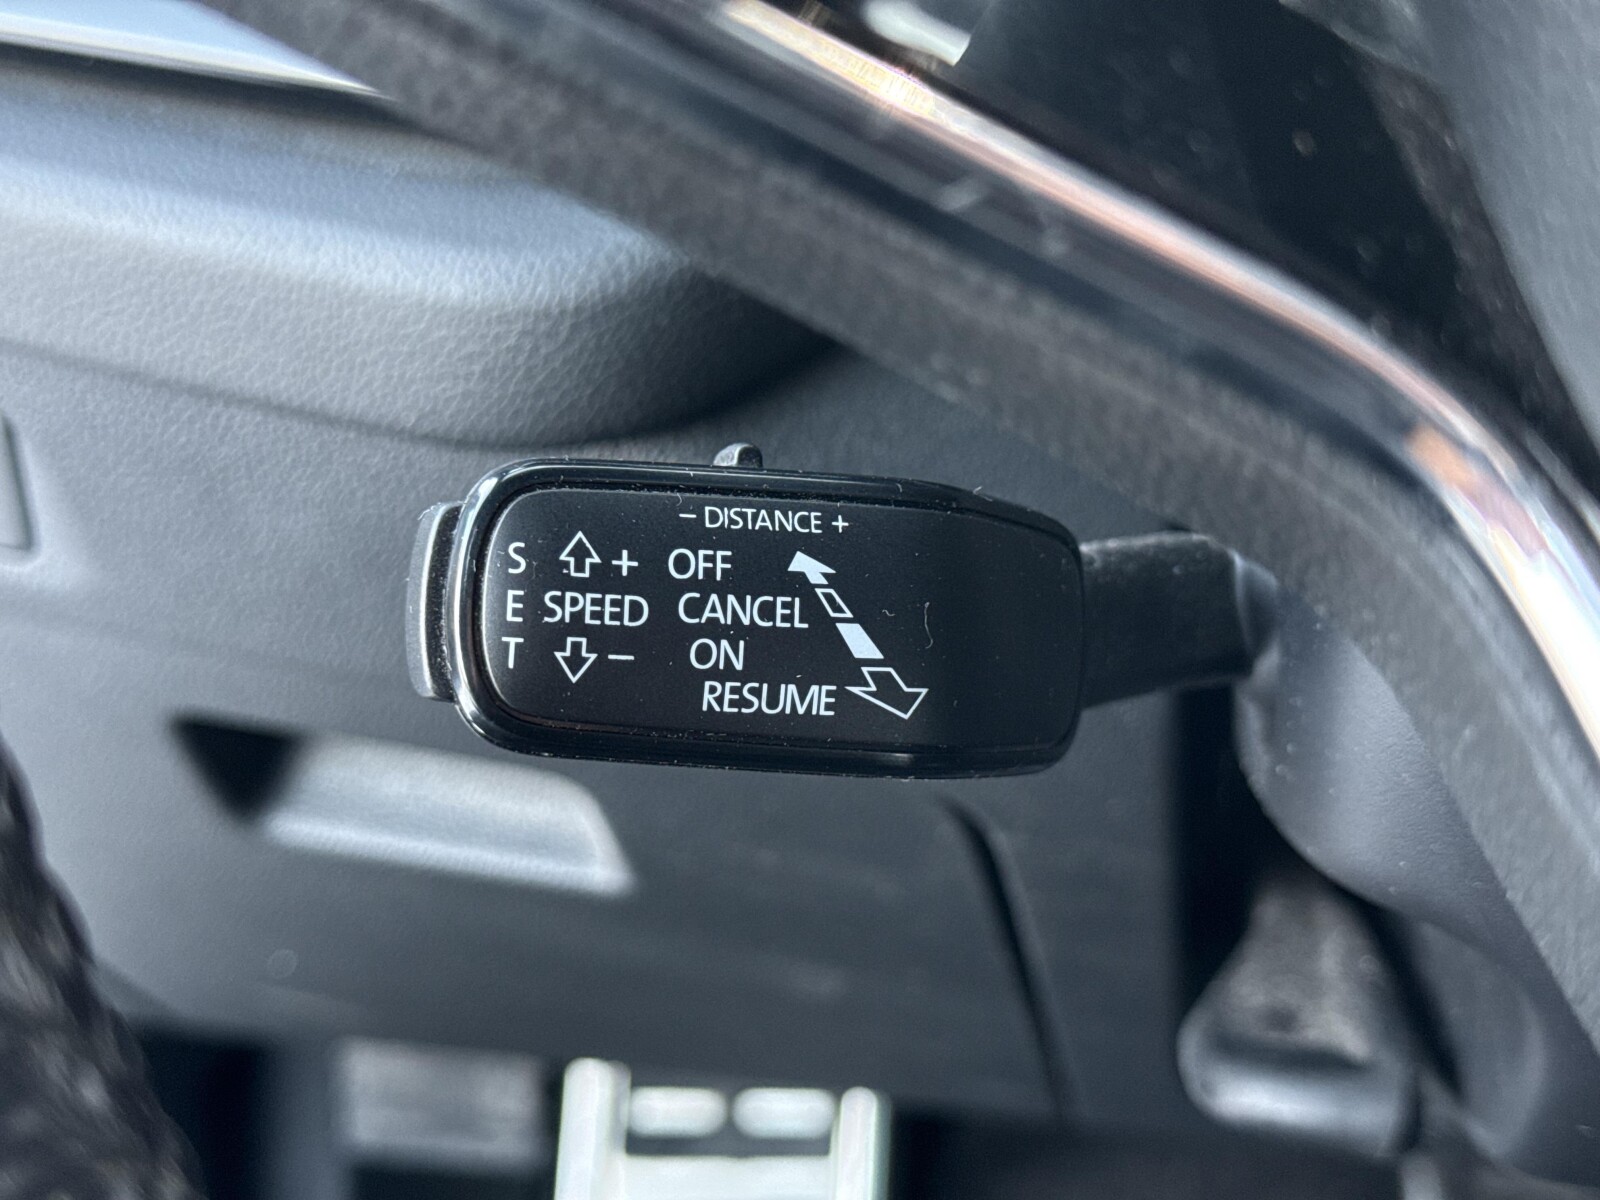 - DISTANCE +
S + OFF
E SPEED CANCEL
T - ON
RESUME